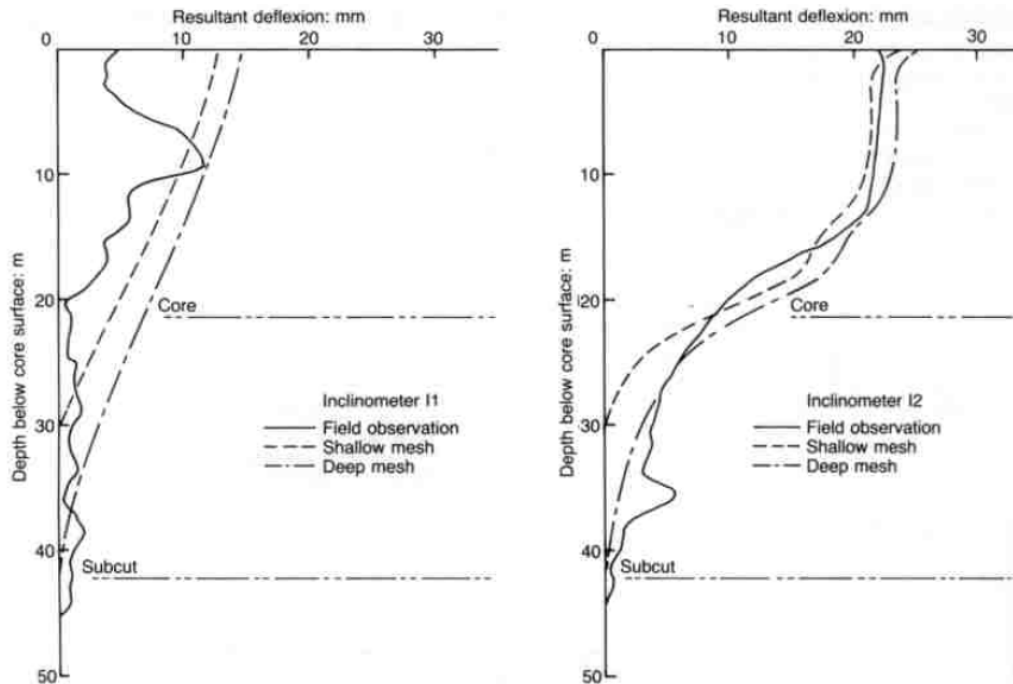 Resultant deflexion: mm
0 10 20 30
Depth below core surface: m
10
20
30
40
50
Core
Inclinometer I1
Field observation
Shallow mesh
Deep mesh
Subcut
Resultant deflexion: mm
0 10 20 30
Depth below core surface: m
10
20
30
40
50
Core
Inclinometer I2
Field observation
Shallow mesh
Deep mesh
Subcut